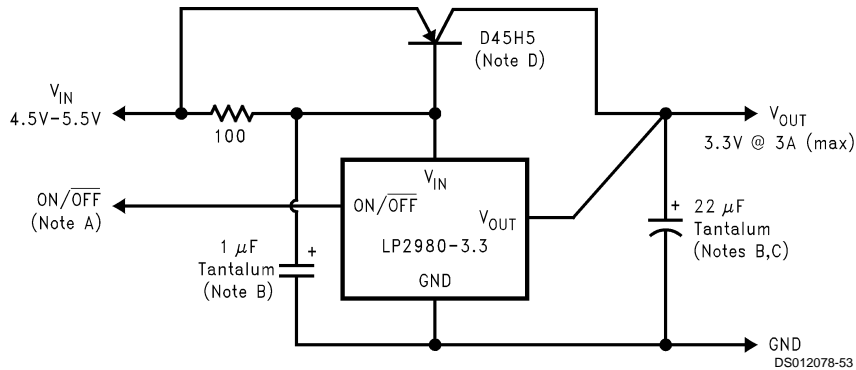 D45H5
(Note D)
V_IN
4.5V–5.5V
100
V_OUT
3.3V @ 3A (max)
ON/OFF
(Note A)
V_IN
ON/OFF
V_OUT
LP2980-3.3
GND
1 μF
Tantalum
(Note B)
+
+
22 μF
Tantalum
(Notes B,C)
GND
DS012078-53